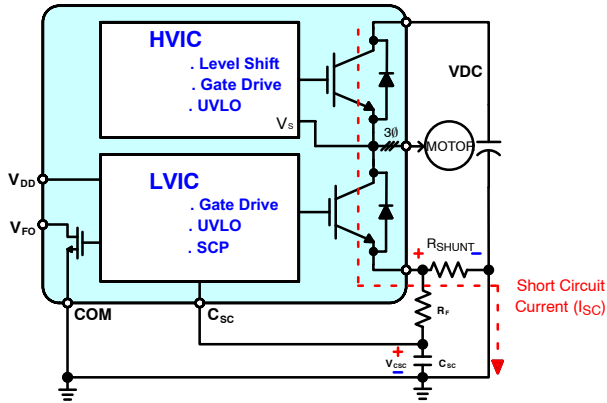 HVIC
. Level Shift
. Gate Drive
. UVLO
VS
VDC
3Ø
MOTOR
VDD
LVIC
. Gate Drive
. UVLO
. SCP
VFO
+ RSHUNT −
Short Circuit
Current (ISC)
COM
CSC
RF
+
VCSC
−
CSC